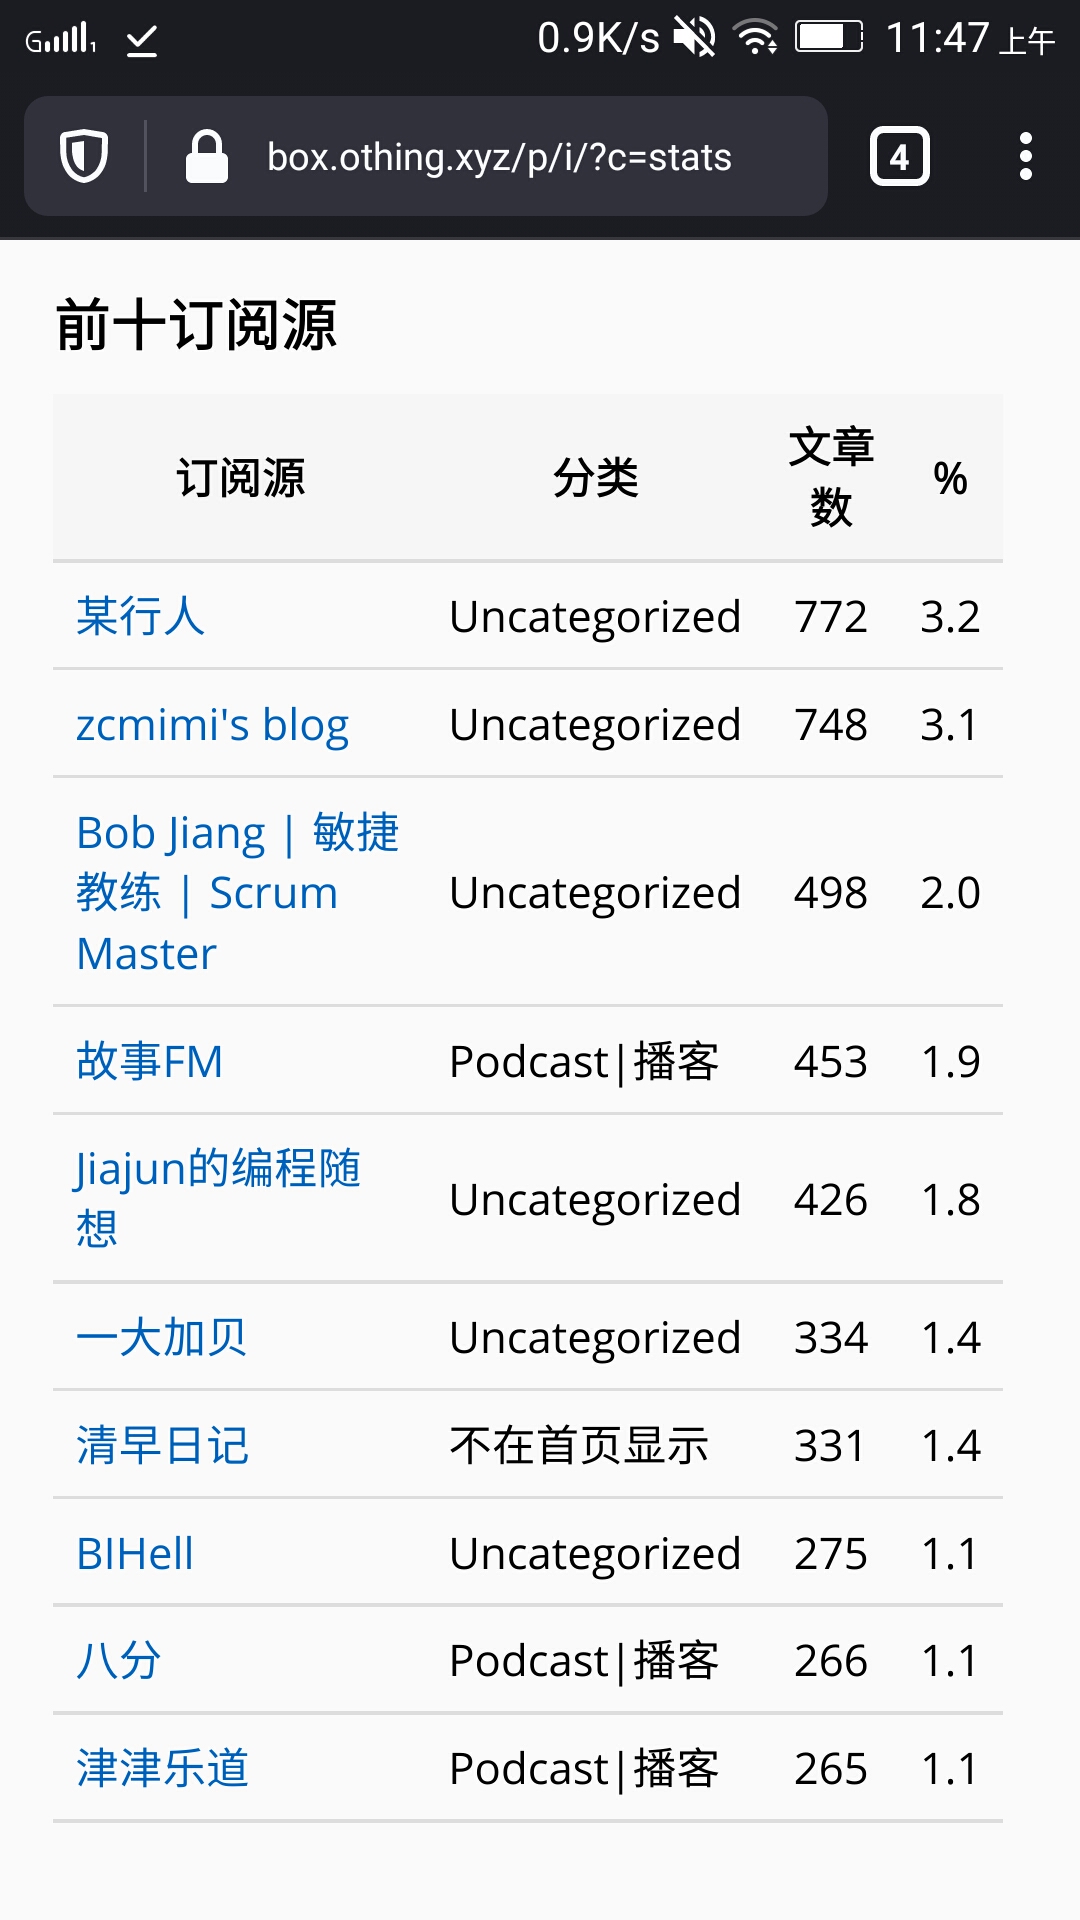 G 1 0.9K/s 11:47 上午
box.othing.xyz/p/i/?c=stats 4
前十订阅源
订阅源 分类 文章数 %
某行人 Uncategorized 772 3.2
zcmimi's blog Uncategorized 748 3.1
Bob Jiang | 敏捷
教练 | Scrum Uncategorized 498 2.0
Master
故事FM Podcast|播客 453 1.9
Jiajun的编程随
想 Uncategorized 426 1.8
一大加贝 Uncategorized 334 1.4
清早日记 不在首页显示 331 1.4
BIHell Uncategorized 275 1.1
八分 Podcast|播客 266 1.1
津津乐道 Podcast|播客 265 1.1